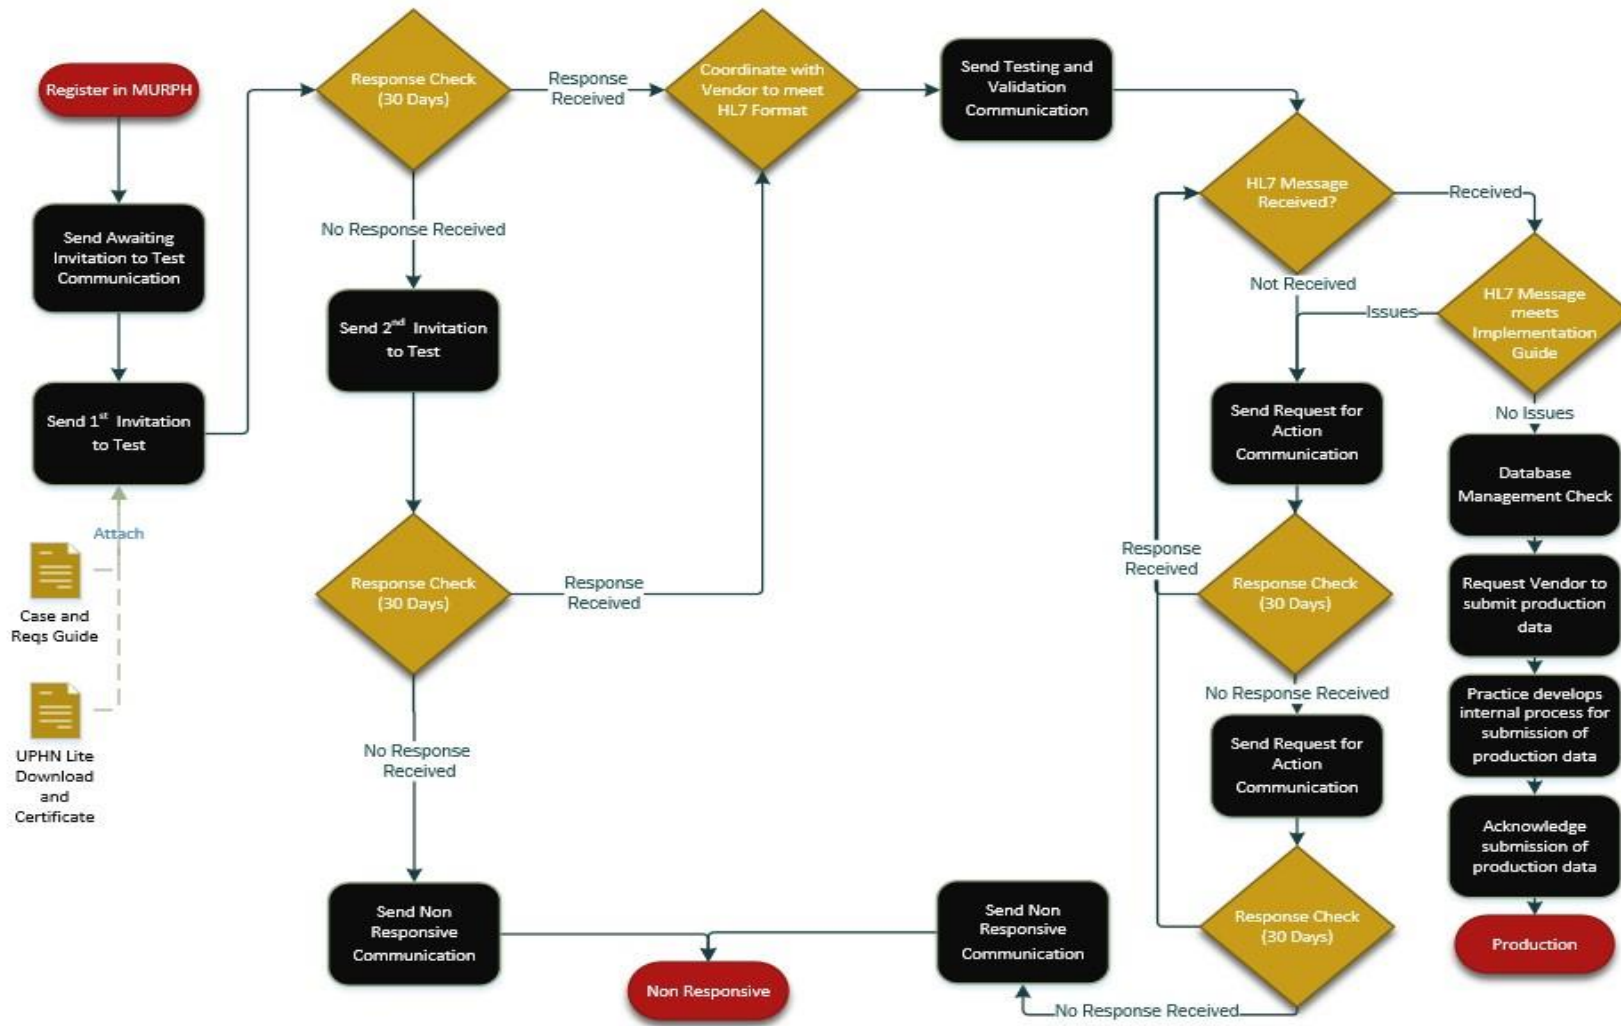 Register in MURPH
Send Awaiting
Invitation to Test
Communication
Send 1st Invitation
to Test
Attach
Case and
Reqs Guide
UPHN Lite
Download
and
Certificate
Response Check
(30 Days)
Response
Received
No Response Received
Send 2nd Invitation
to Test
Response Check
(30 Days)
Response
Received
No Response
Received
Send Non
Responsive
Communication
Non Responsive
Coordinate with
Vendor to meet
HL7 Format
Send Testing and
Validation
Communication
HL7 Message
Received?
Received
Not Received
HL7 Message
meets
Implementation
Guide
Issues
No Issues
Send Request for
Action
Communication
Response
Received
Response Check
(30 Days)
No Response Received
Send Request for
Action
Communication
Response Check
(30 Days)
No Response Received
Send Non
Responsive
Communication
Database
Management Check
Request Vendor to
submit production
data
Practice develops
internal process for
submission of
production data
Acknowledge
submission of
production data
Production